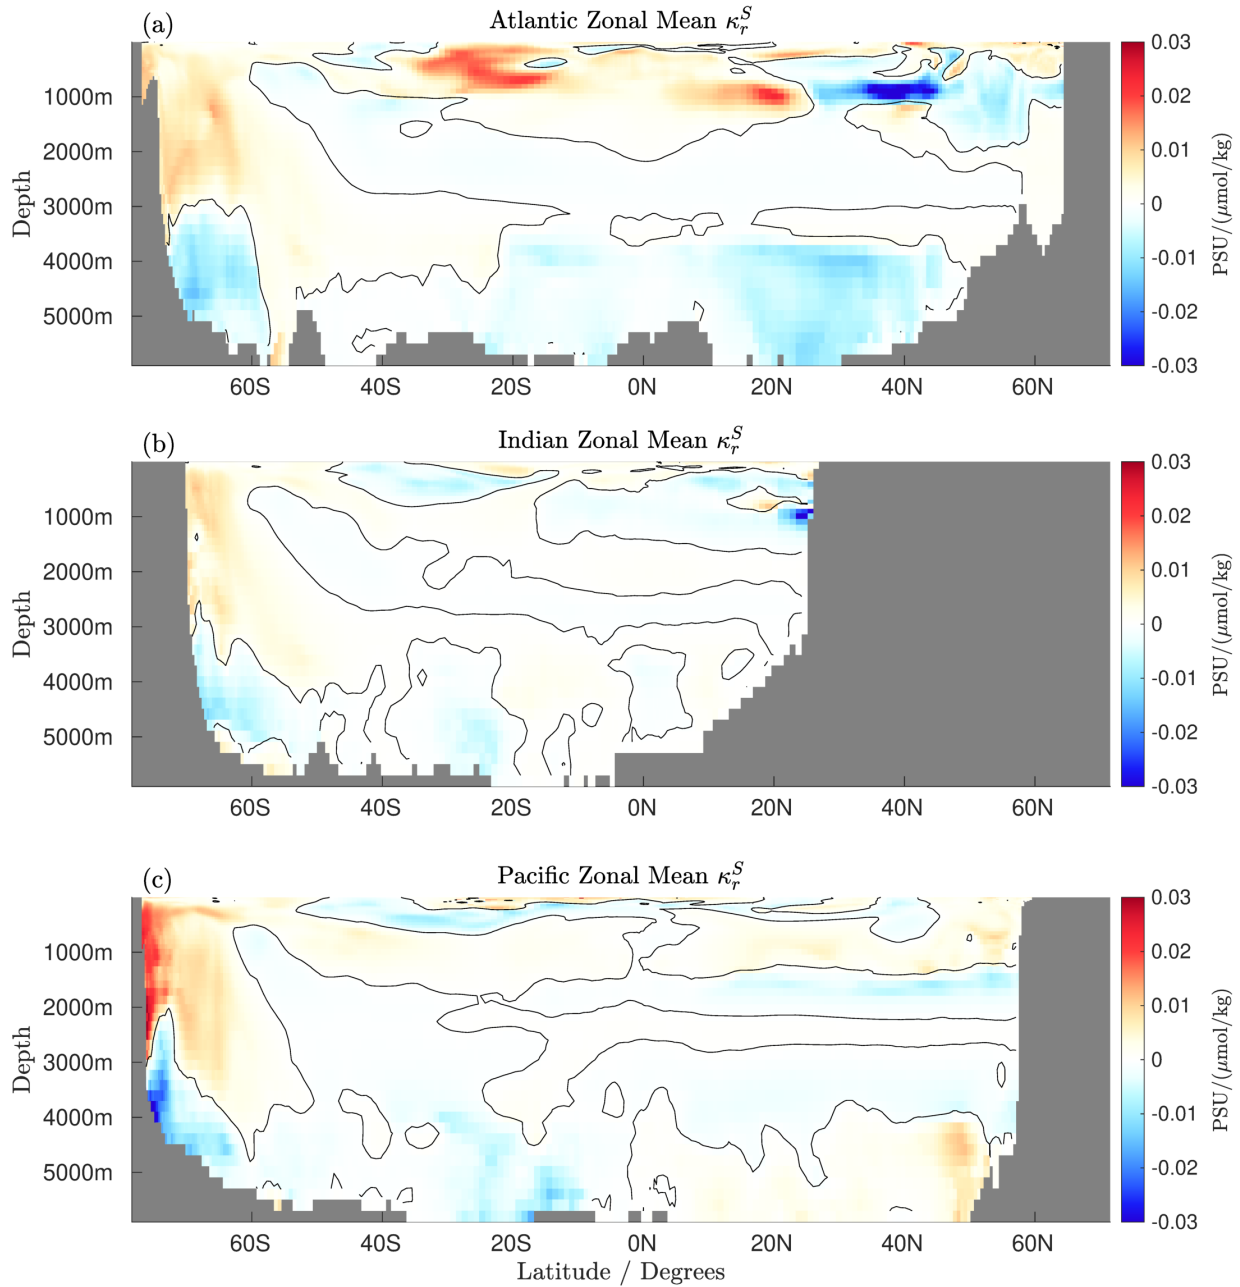 (a) Atlantic Zonal Mean κ_r^S
1000m
2000m
3000m
4000m
5000m
Depth
60S 40S 20S 0N 20N 40N 60N
0.03
0.02
0.01
0
-0.01
-0.02
-0.03
PSU/(μmol/kg)
(b) Indian Zonal Mean κ_r^S
1000m
2000m
3000m
4000m
5000m
Depth
60S 40S 20S 0N 20N 40N 60N
0.03
0.02
0.01
0
-0.01
-0.02
-0.03
PSU/(μmol/kg)
(c) Pacific Zonal Mean κ_r^S
1000m
2000m
3000m
4000m
5000m
Depth
60S 40S 20S 0N 20N 40N 60N
Latitude / Degrees
0.03
0.02
0.01
0
-0.01
-0.02
-0.03
PSU/(μmol/kg)